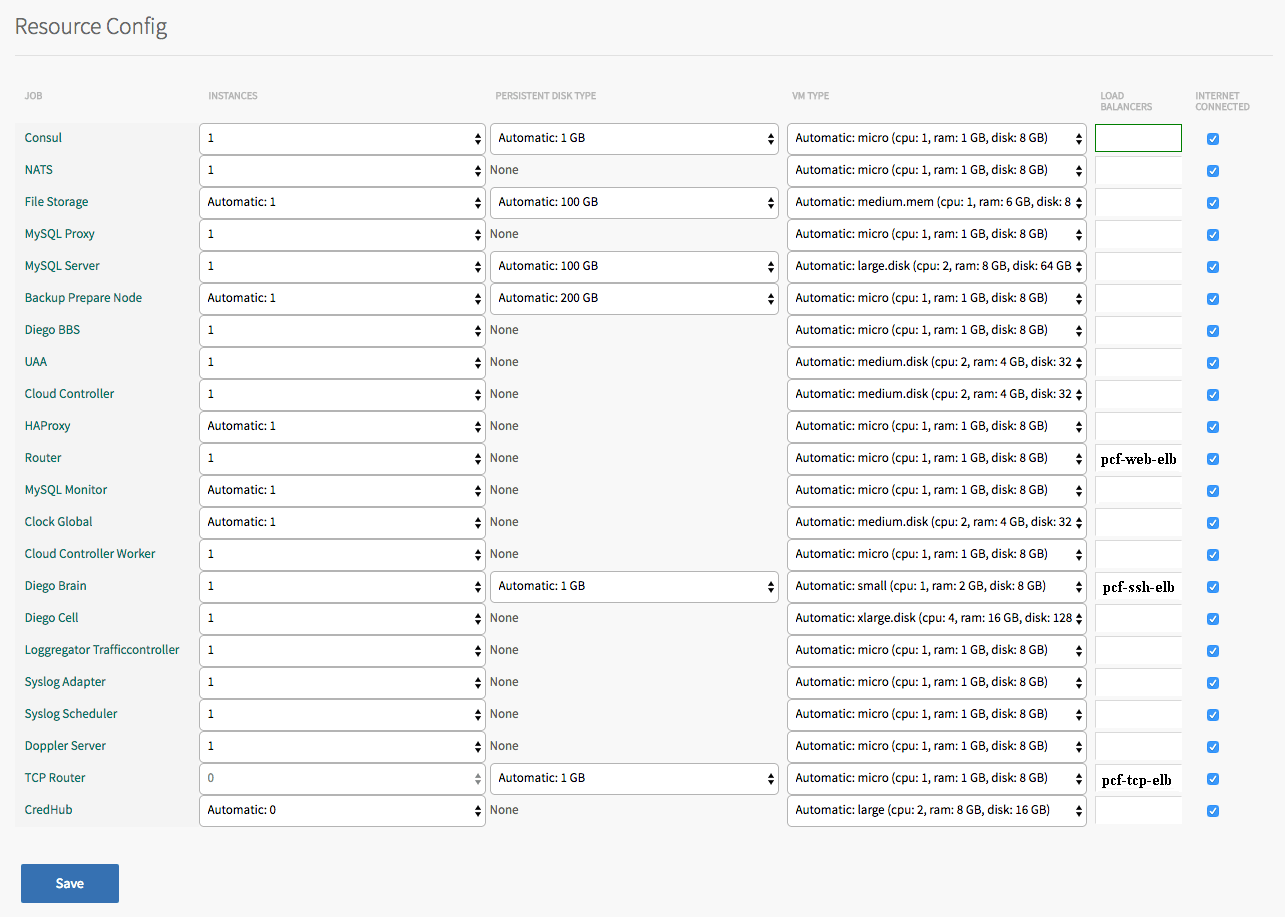 Resource Config
JOB INSTANCES PERSISTENT DISK TYPE VM TYPE LOAD BALANCERS INTERNET CONNECTED
Consul 1 Automatic: 1 GB Automatic: micro (cpu: 1, ram: 1 GB, disk: 8 GB)
NATS 1 None Automatic: micro (cpu: 1, ram: 1 GB, disk: 8 GB)
File Storage Automatic: 1 Automatic: 100 GB Automatic: medium.mem (cpu: 1, ram: 6 GB, disk: 8
MySQL Proxy 1 None Automatic: micro (cpu: 1, ram: 1 GB, disk: 8 GB)
MySQL Server 1 Automatic: 100 GB Automatic: large.disk (cpu: 2, ram: 8 GB, disk: 64 GB
Backup Prepare Node Automatic: 1 Automatic: 200 GB Automatic: micro (cpu: 1, ram: 1 GB, disk: 8 GB)
Diego BBS 1 None Automatic: micro (cpu: 1, ram: 1 GB, disk: 8 GB)
UAA 1 None Automatic: medium.disk (cpu: 2, ram: 4 GB, disk: 32
Cloud Controller 1 None Automatic: medium.disk (cpu: 2, ram: 4 GB, disk: 32
HAProxy Automatic: 1 None Automatic: micro (cpu: 1, ram: 1 GB, disk: 8 GB)
Router 1 None Automatic: micro (cpu: 1, ram: 1 GB, disk: 8 GB) pcf-web-elb
MySQL Monitor Automatic: 1 None Automatic: micro (cpu: 1, ram: 1 GB, disk: 8 GB)
Clock Global Automatic: 1 None Automatic: medium.disk (cpu: 2, ram: 4 GB, disk: 32
Cloud Controller Worker 1 None Automatic: micro (cpu: 1, ram: 1 GB, disk: 8 GB)
Diego Brain 1 Automatic: 1 GB Automatic: small (cpu: 1, ram: 2 GB, disk: 8 GB) pcf-ssh-elb
Diego Cell 1 None Automatic: xlarge.disk (cpu: 4, ram: 16 GB, disk: 128
Loggregator Trafficcontroller 1 None Automatic: micro (cpu: 1, ram: 1 GB, disk: 8 GB)
Syslog Adapter 1 None Automatic: micro (cpu: 1, ram: 1 GB, disk: 8 GB)
Syslog Scheduler 1 None Automatic: micro (cpu: 1, ram: 1 GB, disk: 8 GB)
Doppler Server 1 None Automatic: micro (cpu: 1, ram: 1 GB, disk: 8 GB)
TCP Router 0 Automatic: 1 GB Automatic: micro (cpu: 1, ram: 1 GB, disk: 8 GB) pcf-tcp-elb
CredHub Automatic: 0 None Automatic: large (cpu: 2, ram: 8 GB, disk: 16 GB)
Save